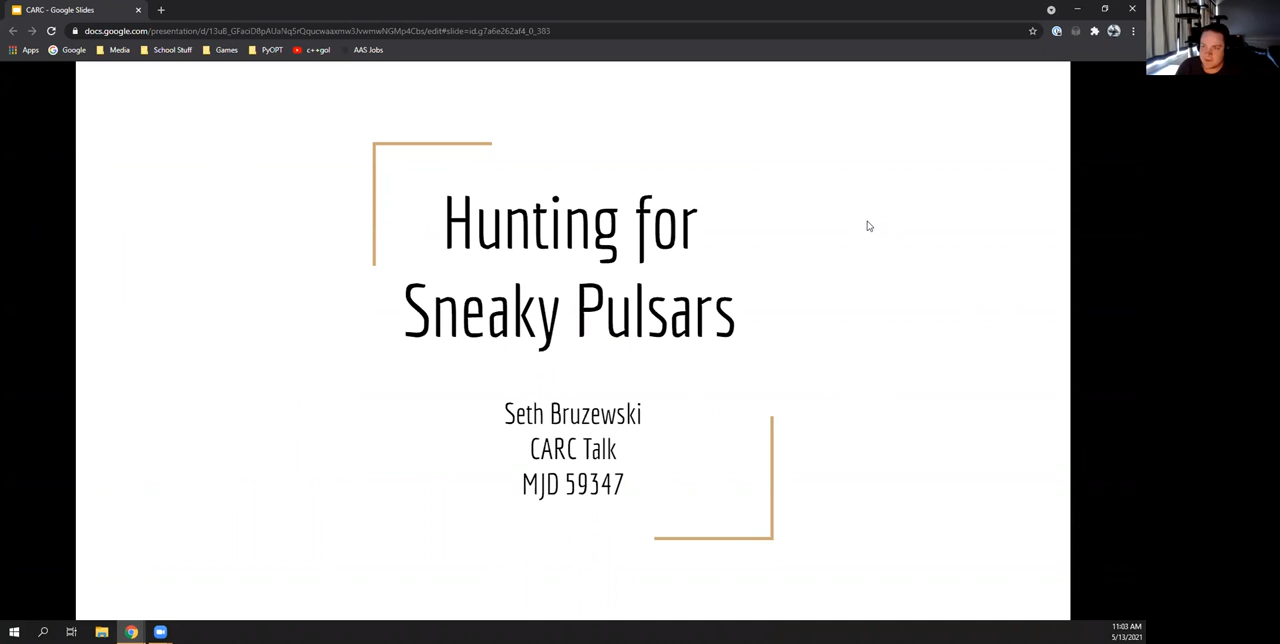 CARC - Google Slides
docs.google.com/presentation/d/13uB_GFaciD8pAUaNq5rQqucwaaxmw3JvwmwNGMp4Cbs/edit#slide=id.g7a6e262af4_0_383
Apps Google Media School Stuff Games PyOPT c++gol AAS Jobs
Hunting for
Sneaky Pulsars
Seth Bruzewski
CARC Talk
MJD 59347
11:03 AM
5/13/2021